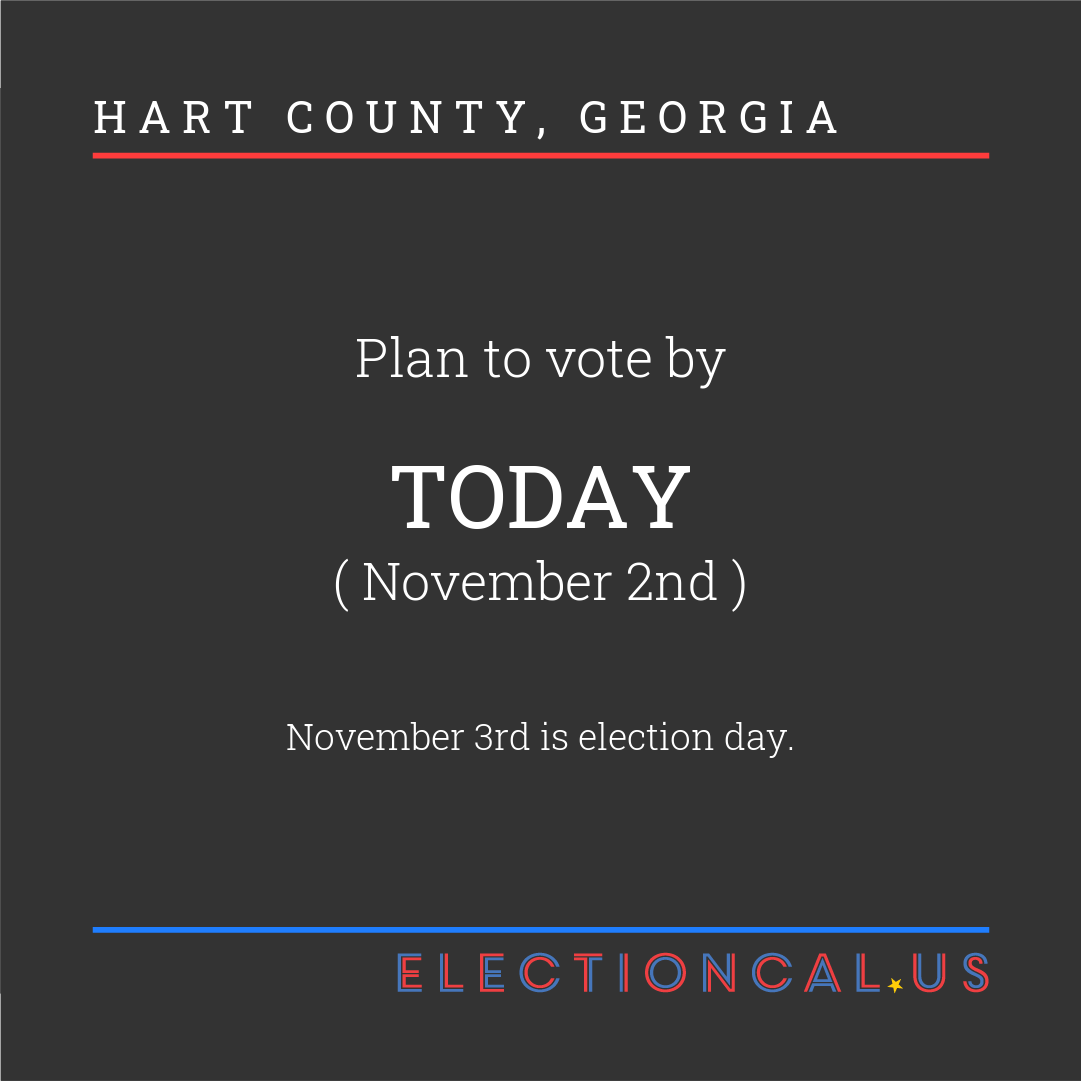 HART COUNTY, GEORGIA
Plan to vote by
TODAY
( November 2nd )
November 3rd is election day.
ELECTIONCAL.US